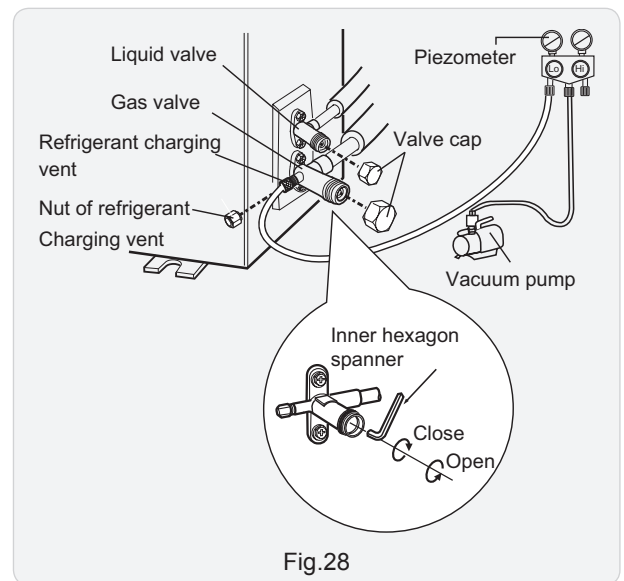 Liquid valve
Gas valve
Refrigerant charging
vent
Nut of refrigerant
Charging vent
Piezometer
Lo
Hi
Valve cap
Vacuum pump
Inner hexagon
spanner
Close
Open
Fig.28